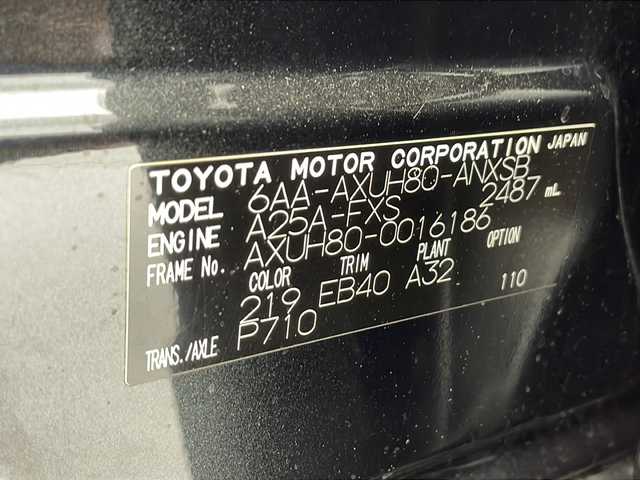 TOYOTA MOTOR CORPORATION JAPAN
MODEL 6AA-AXUH80-ANXSB
ENGINE A25A-FXS 2487 mL
FRAME No. AXUH80-0016186
COLOR TRIM PLANT OPTION
219 EB40 A32 110
TRANS./AXLE P710